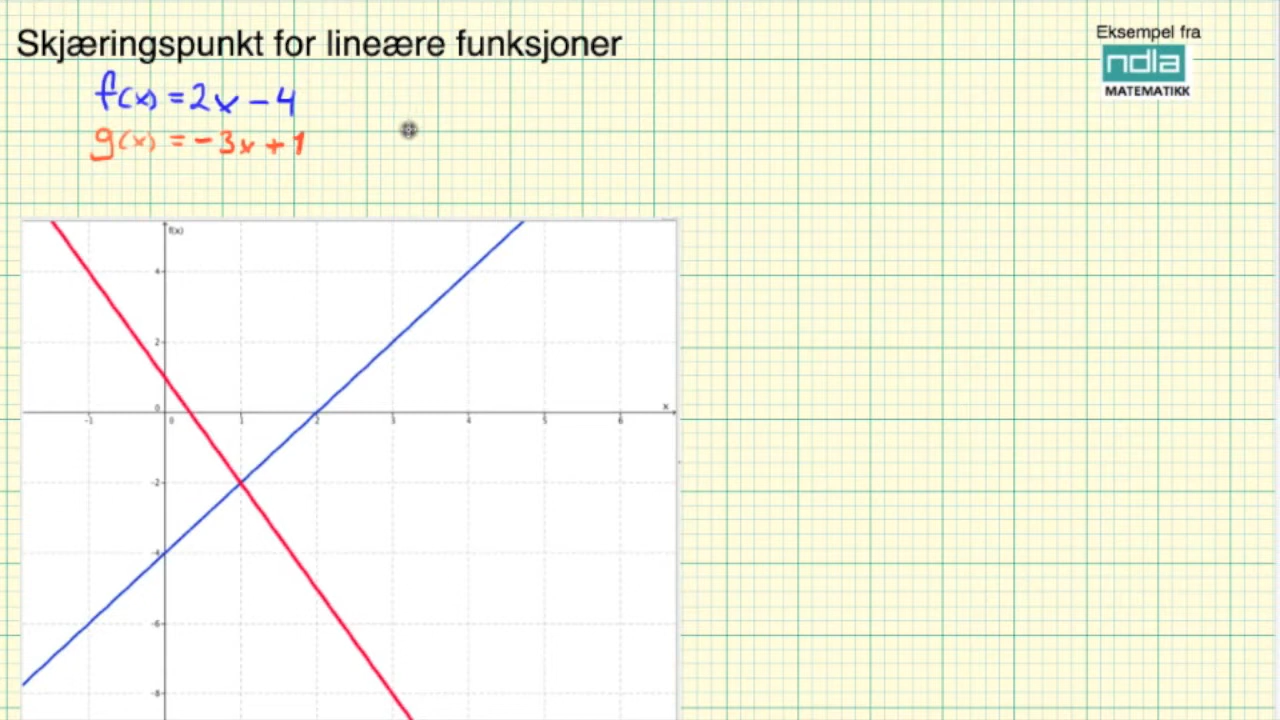 Skjæringspunkt for lineære funksjoner
Eksempel fra
ndla
MATEMATIKK
f(x) = 2x - 4
g(x) = -3x + 1
f(x)
4
2
0
-1 0 1 2 3 4 5 6 x
-2
-4
-6
-8